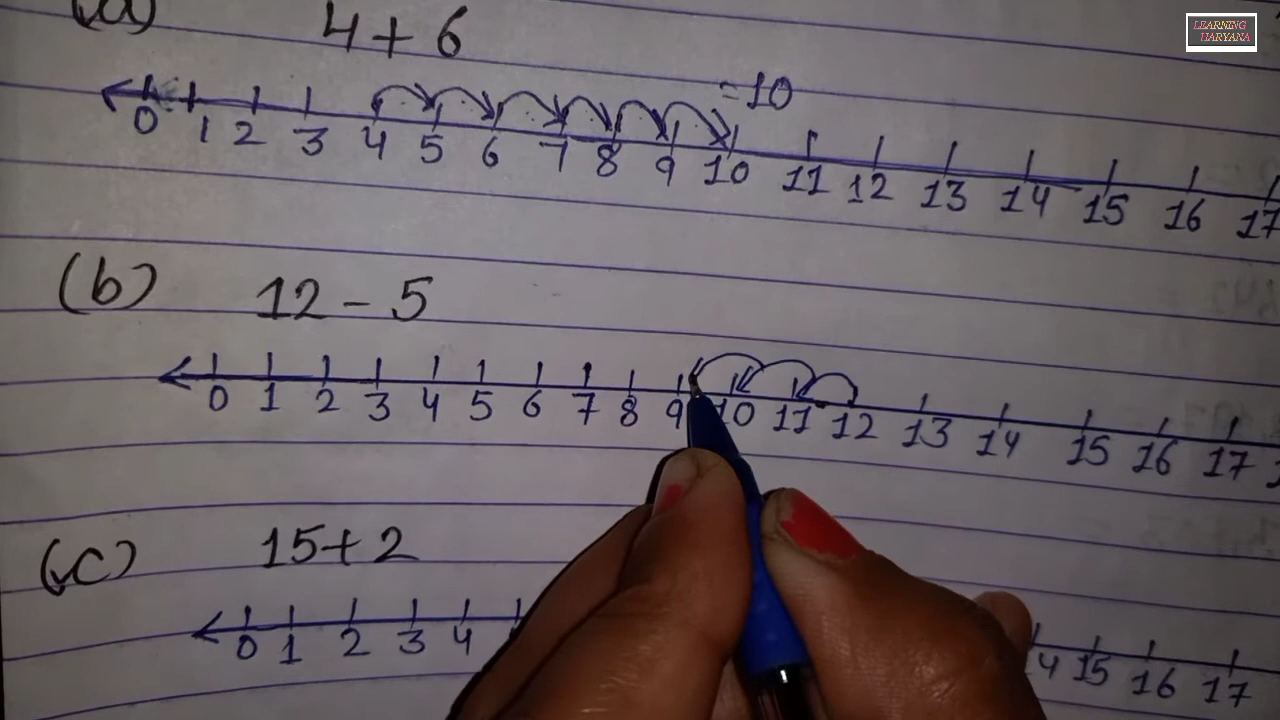 LEARNING
HARYANA
(a) 4 + 6
= 10
0 1 2 3 4 5 6 7 8 9 10 11 12 13 14 15 16 17
(b) 12 - 5
0 1 2 3 4 5 6 7 8 9 10 11 12 13 14 15 16 17
(c) 15 + 2
0 1 2 3 4 4 15 16 17